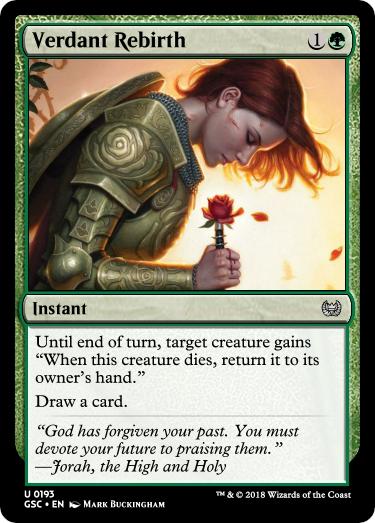 Verdant Rebirth 1
Instant
Until end of turn, target creature gains
“When this creature dies, return it to its
owner’s hand.”
Draw a card.
“God has forgiven your past. You must
devote your future to praising them.”
—Jorah, the High and Holy
U 0193
GSC • EN Mark Buckingham
™ & © 2018 Wizards of the Coast